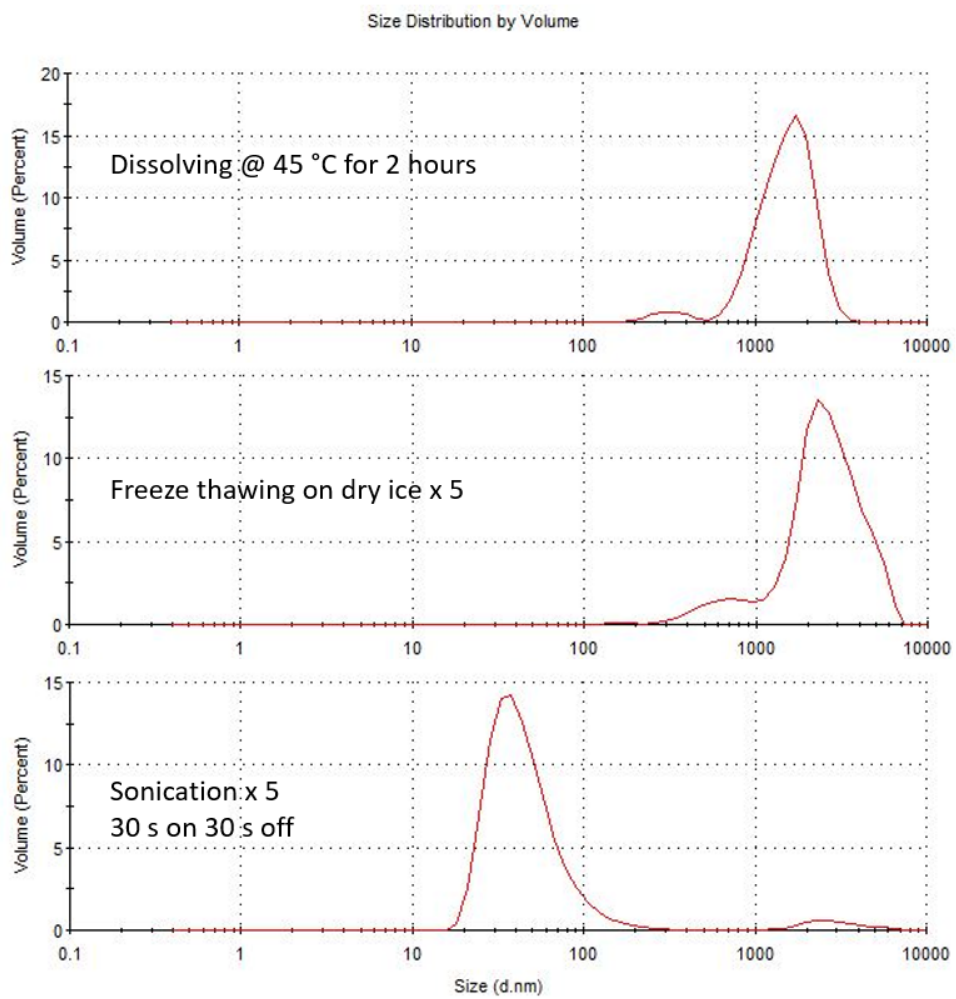 Size Distribution by Volume
20
15
10
5
0
Volume (Percent)
Dissolving @ 45 °C for 2 hours
0.1 1 10 100 1000 10000
15
10
5
0
Volume (Percent)
Freeze thawing on dry ice x 5
0.1 1 10 100 1000 10000
15
10
5
0
Volume (Percent)
Sonication x 5
30 s on 30 s off
0.1 1 10 100 1000 10000
Size (d.nm)